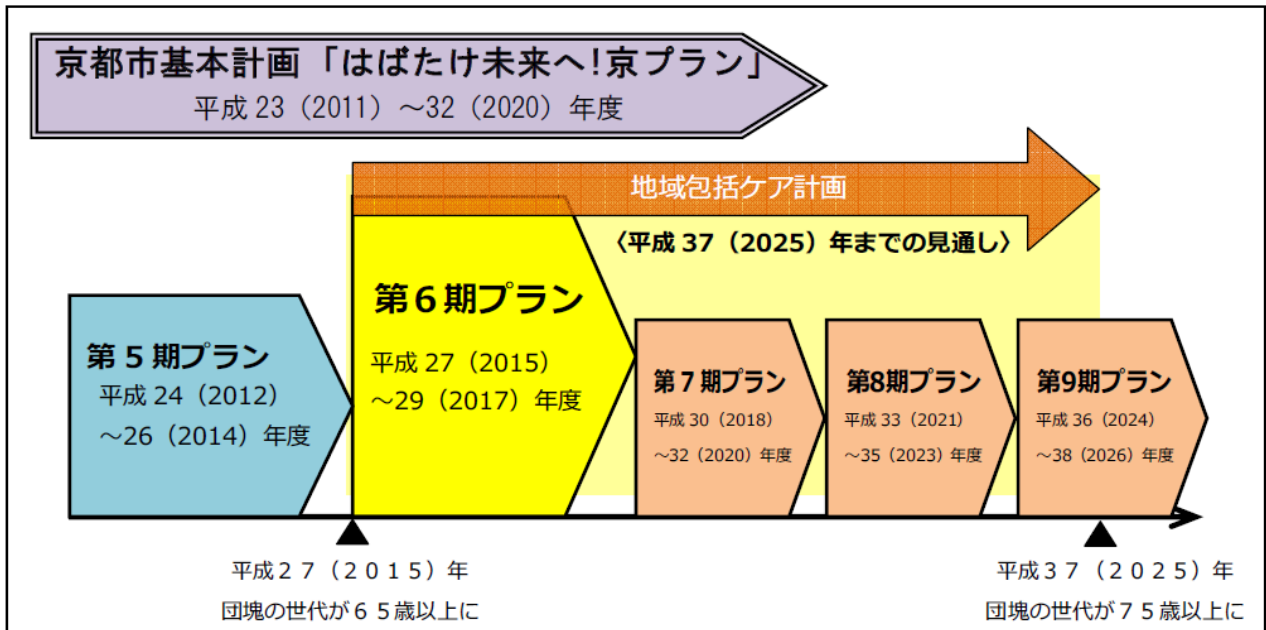 京都市基本計画「はばたけ未来へ!京プラン」
平成 23（2011）～32（2020）年度
地域包括ケア計画
〈平成 37（2025）年までの見通し〉
第５期プラン
平成 24（2012）
～26（2014）年度
第６期プラン
平成 27（2015）
～29（2017）年度
第７期プラン
平成 30（2018）
～32（2020）年度
第8期プラン
平成 33（2021）
～35（2023）年度
第9期プラン
平成 36（2024）
～38（2026）年度
平成２７（２０１５）年
団塊の世代が６５歳以上に
平成３７（２０２５）年
団塊の世代が７５歳以上に